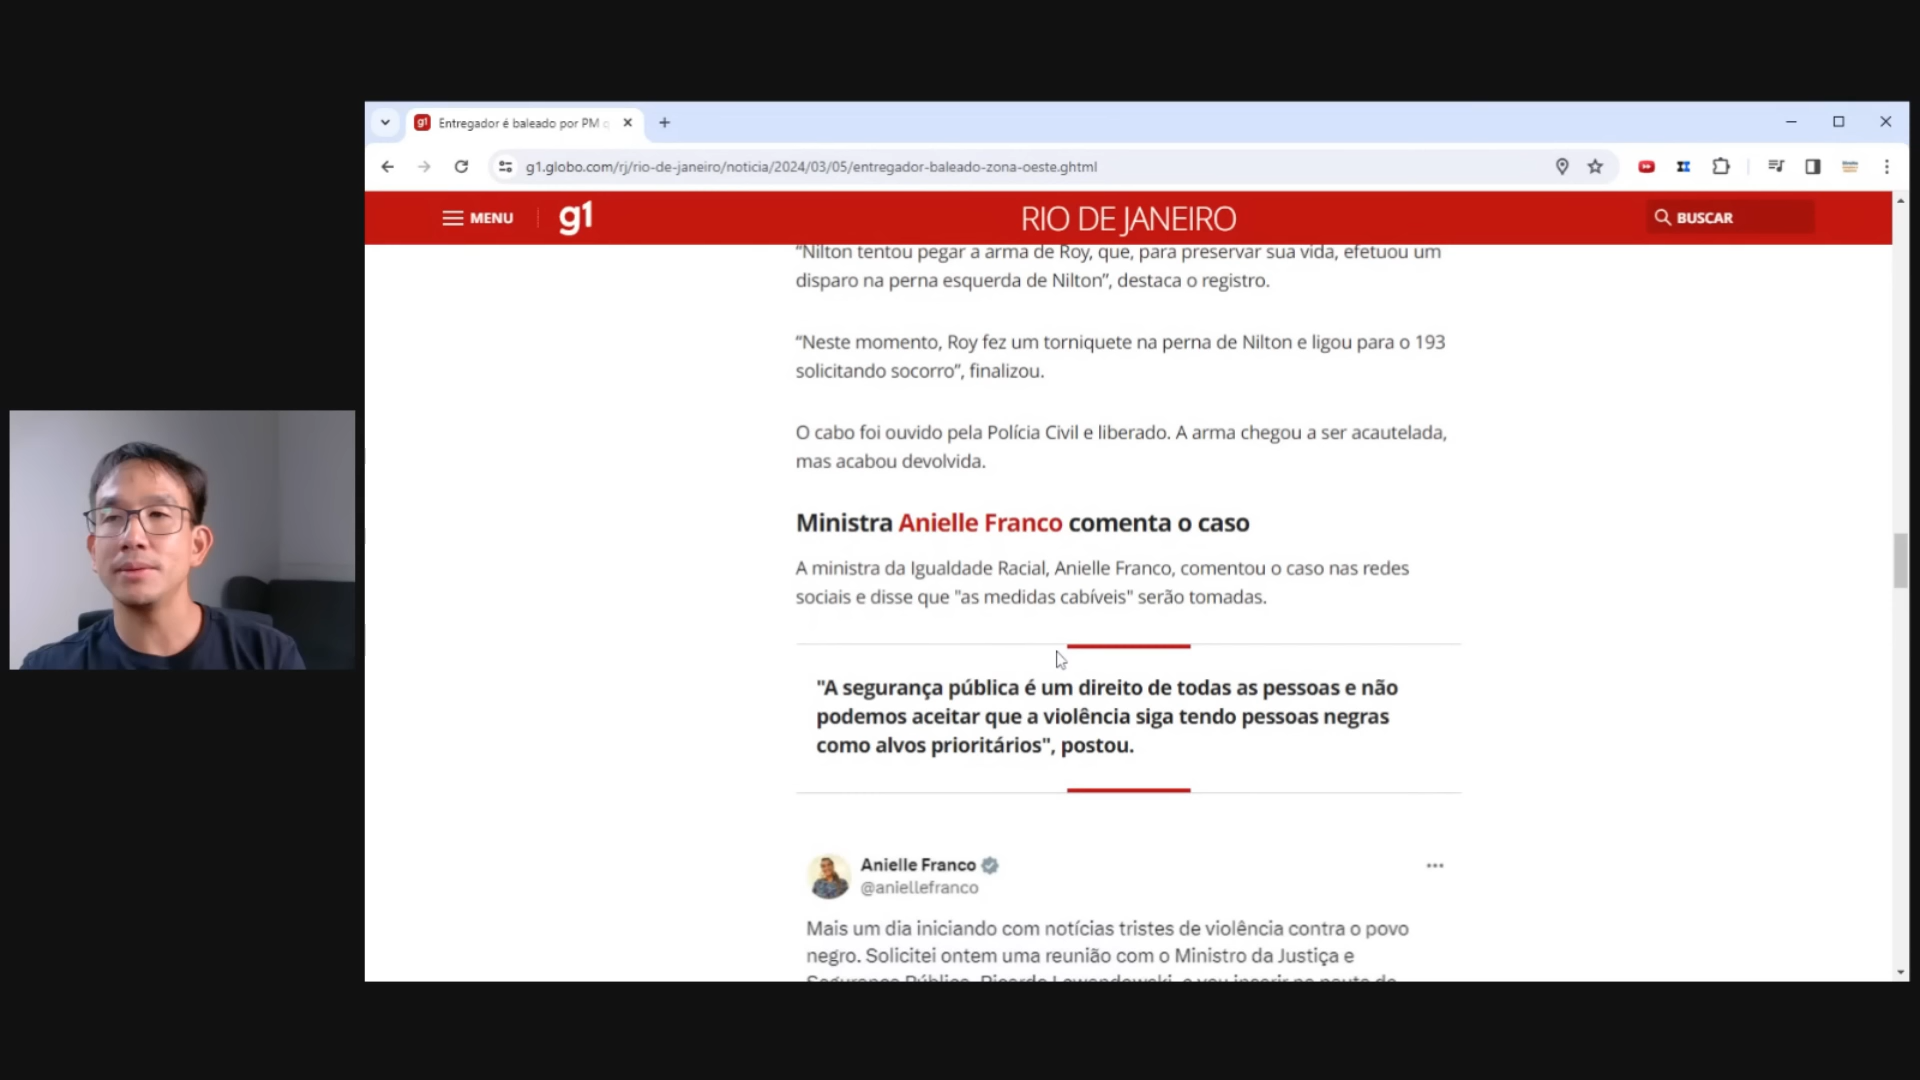 Entregador é baleado por PM
g1.globo.com/rj/rio-de-janeiro/noticia/2024/03/05/entregador-baleado-zona-oeste.ghtml
MENU
g1
RIO DE JANEIRO
BUSCAR
“Nilton tentou pegar a arma de Roy, que, para preservar sua vida, efetuou um
disparo na perna esquerda de Nilton”, destaca o registro.
“Neste momento, Roy fez um torniquete na perna de Nilton e ligou para o 193
solicitando socorro”, finalizou.
O cabo foi ouvido pela Polícia Civil e liberado. A arma chegou a ser acautelada,
mas acabou devolvida.
Ministra Anielle Franco comenta o caso
A ministra da Igualdade Racial, Anielle Franco, comentou o caso nas redes
sociais e disse que "as medidas cabíveis" serão tomadas.
"A segurança pública é um direito de todas as pessoas e não
podemos aceitar que a violência siga tendo pessoas negras
como alvos prioritários", postou.
Anielle Franco
@aniellefranco
Mais um dia iniciando com notícias tristes de violência contra o povo
negro. Solicitei ontem uma reunião com o Ministro da Justiça e